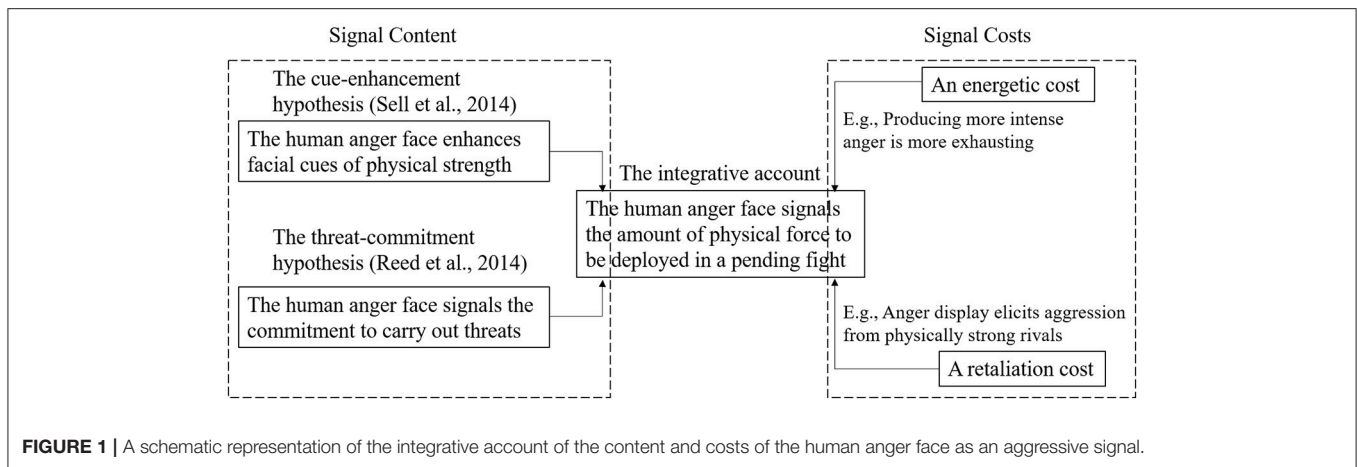 Signal Content
The cue-enhancement
hypothesis (Sell et al., 2014)
The human anger face enhances
facial cues of physical strength
The threat-commitment
hypothesis (Reed et al., 2014)
The human anger face signals the
commitment to carry out threats
The integrative account
The human anger face signals
the amount of physical force to
be deployed in a pending fight
Signal Costs
An energetic cost
E.g., Producing more intense
anger is more exhausting
E.g., Anger display elicits aggression
from physically strong rivals
A retaliation cost
FIGURE 1 | A schematic representation of the integrative account of the content and costs of the human anger face as an aggressive signal.